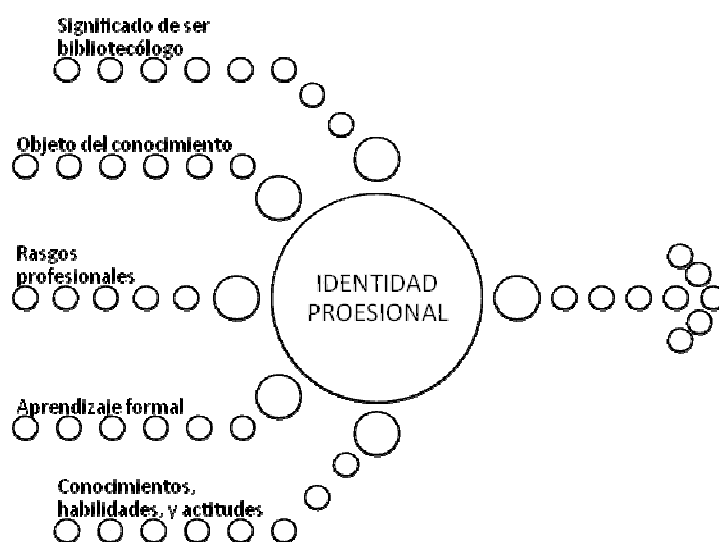 Significado de ser
bibliotecólogo
Objeto del conocimiento
Rasgos
profesionales
IDENTIDAD
PROESIONAL
Aprendizaje formal
Conocimientos,
habilidades, y actitudes